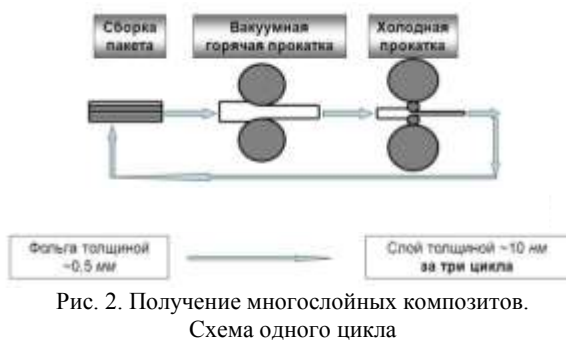 Сборка
пакета
Вакуумная
горячая прокатка
Холодная
прокатка
Фольга толщиной
~0,5 мм
Слой толщиной ~10 нм
за три цикла
Рис. 2. Получение многослойных композитов.
Схема одного цикла